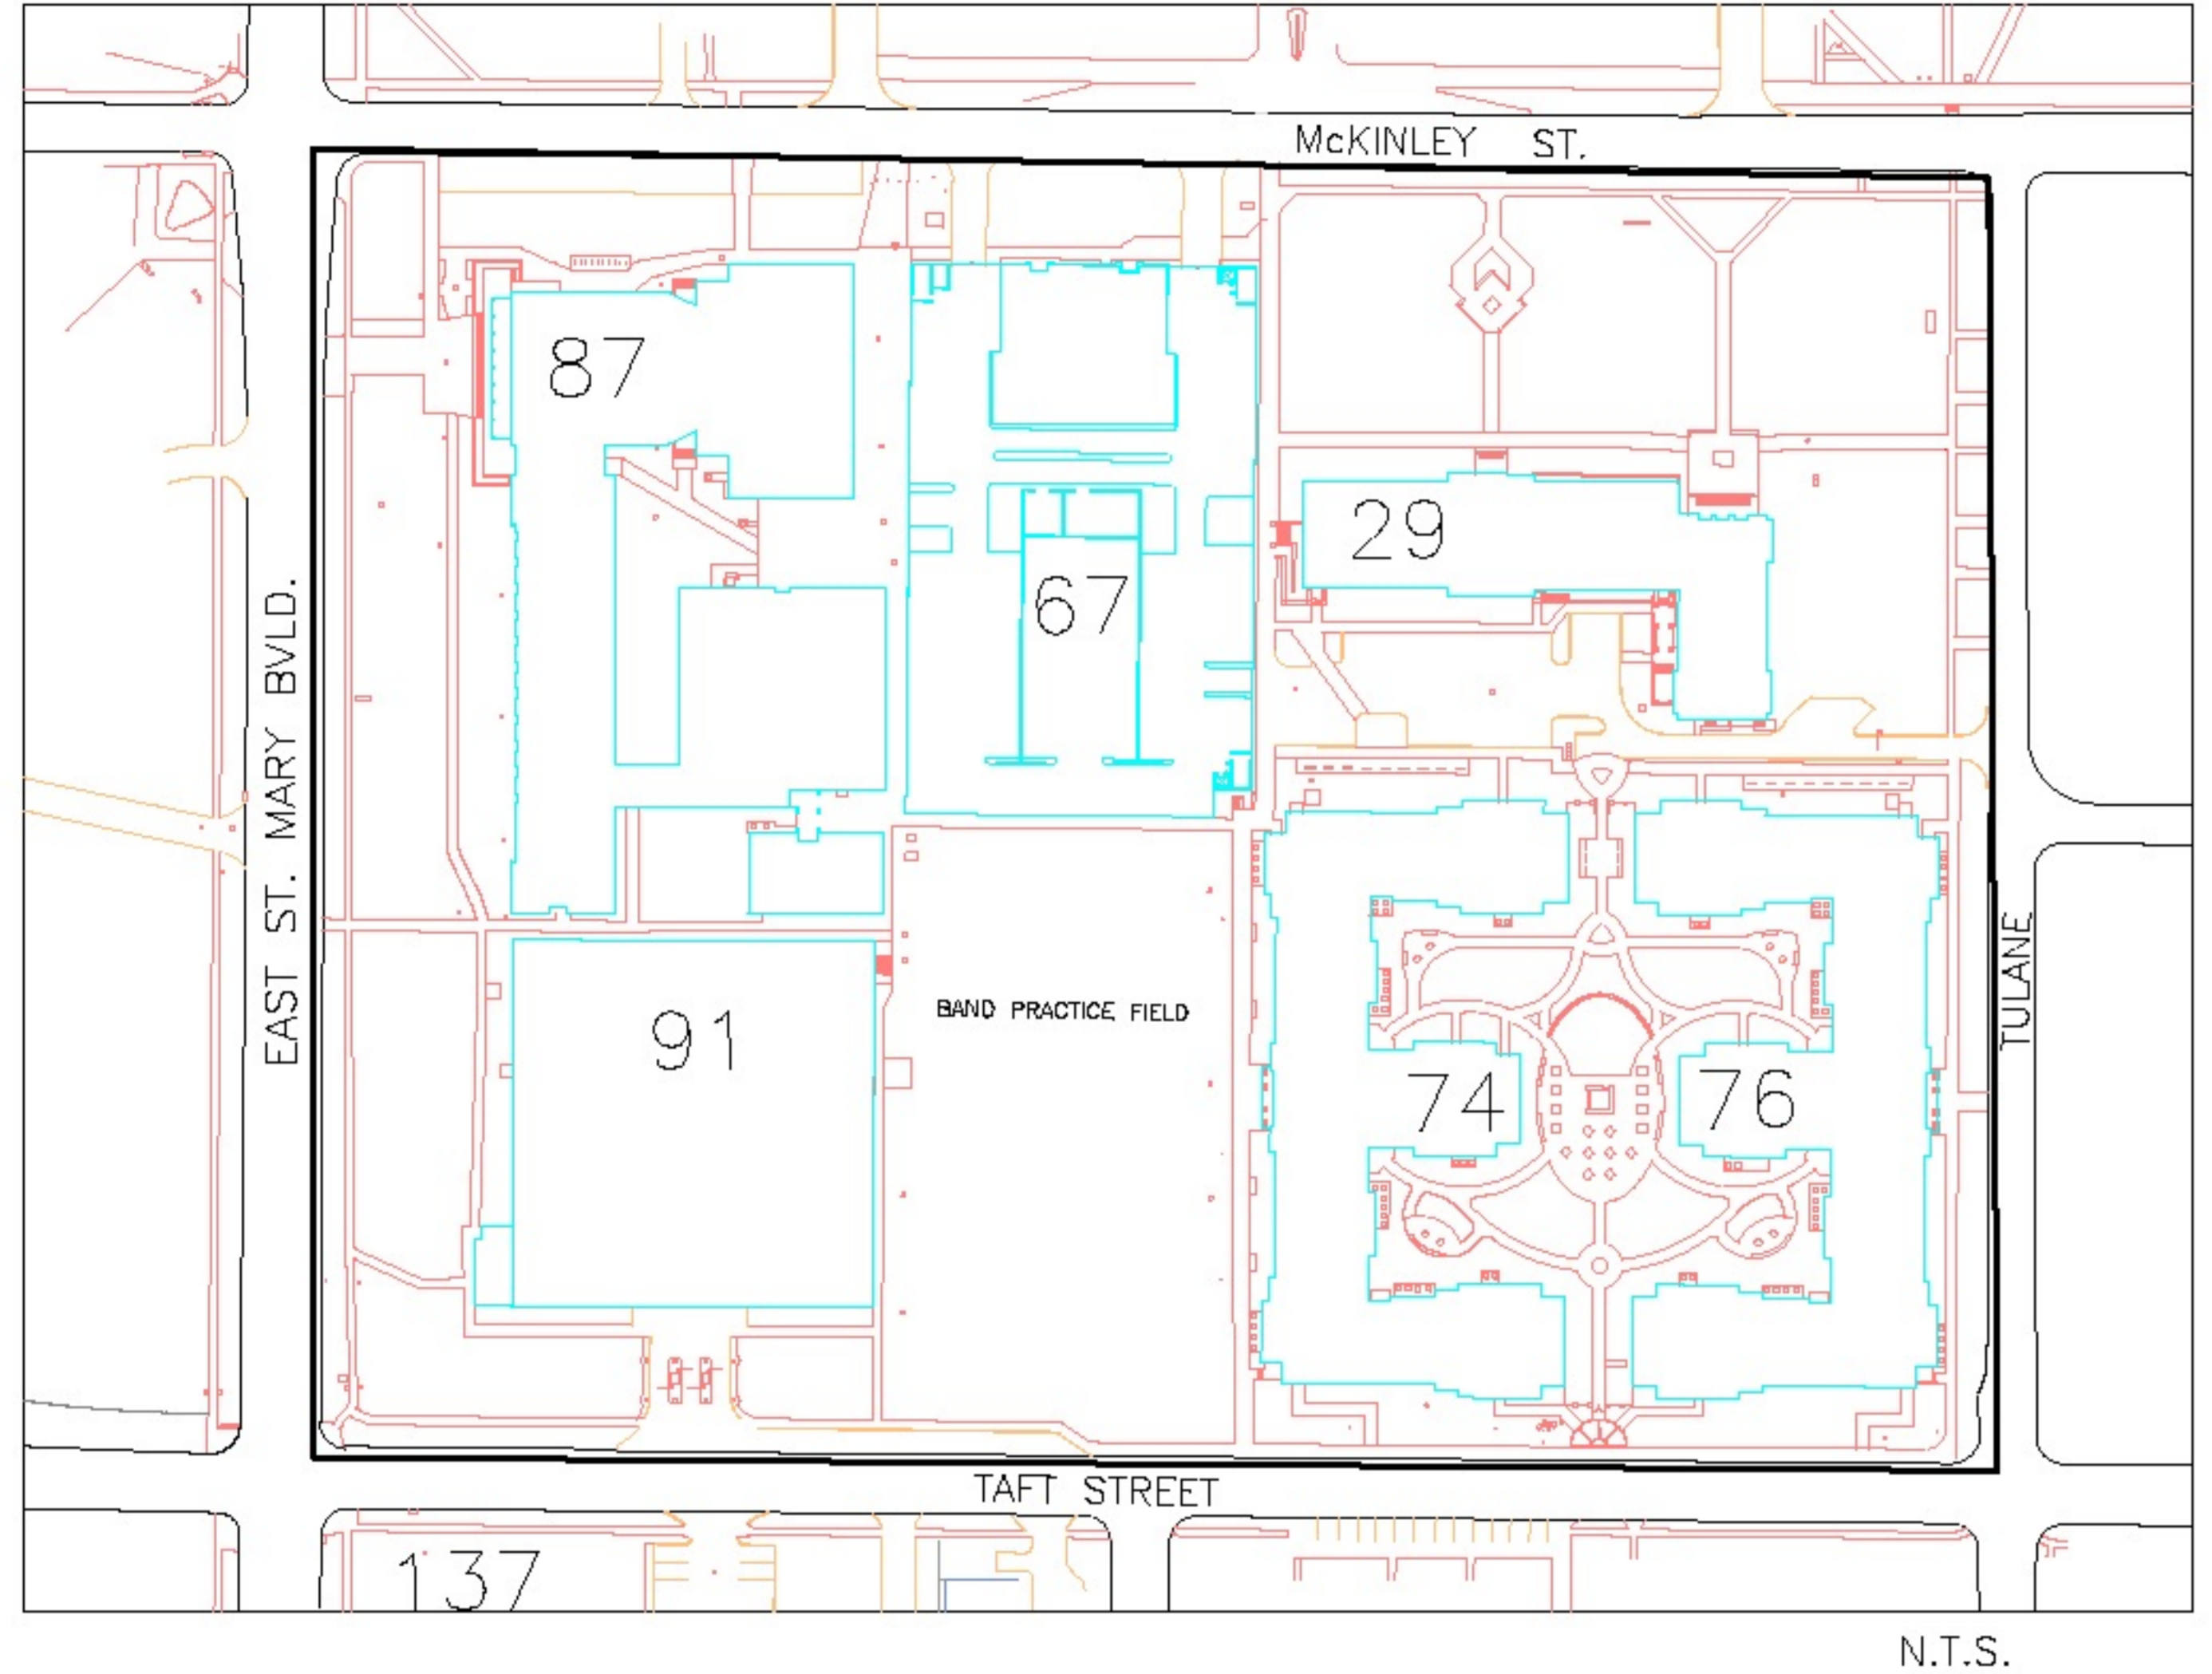 McKINLEY ST.
87
29
67
EAST ST. MARY BVLD.
TULANE
BAND PRACTICE FIELD
91
74
76
TAFT STREET
137
N.T.S.